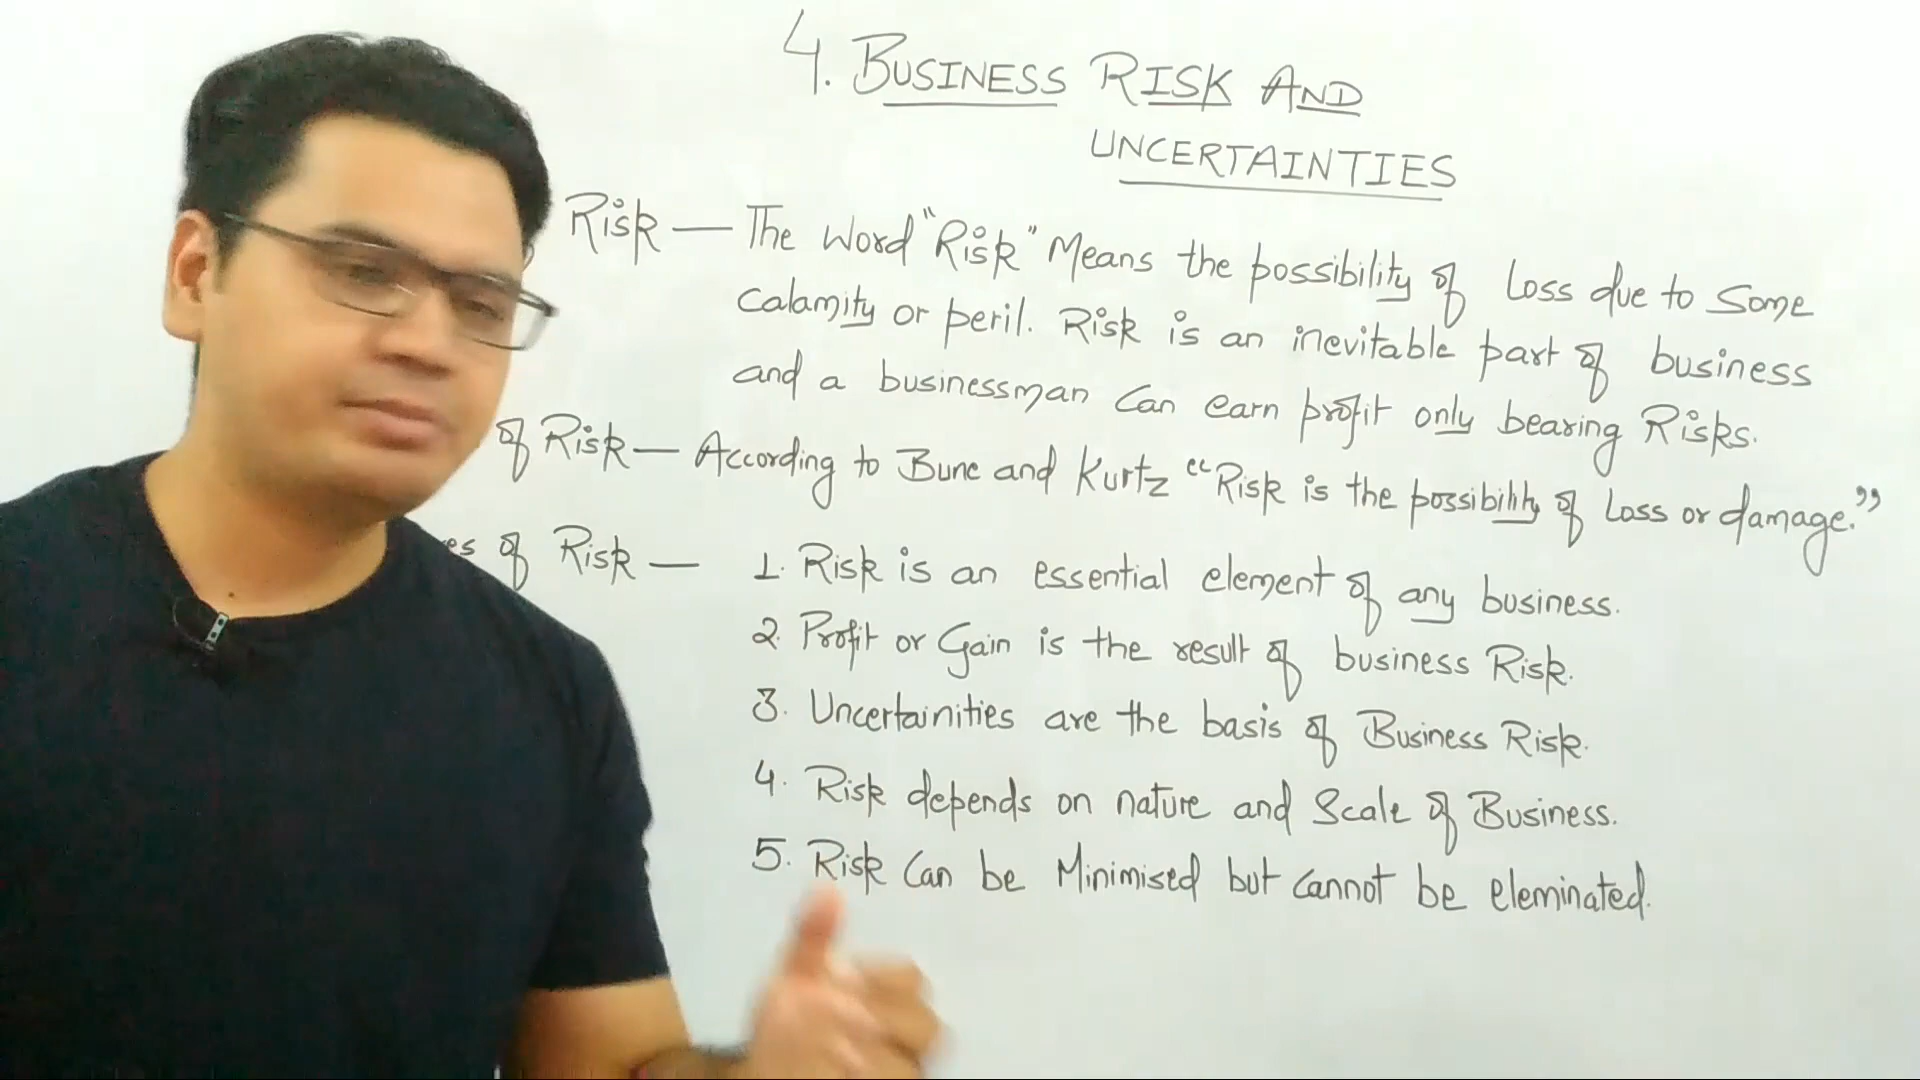 4. BUSINESS RISK AND
UNCERTAINTIES
Risk — The Word "Risk" Means the possibility of Loss due to Some
calamity or peril. Risk is an inevitable part of business
and a businessman Can earn profit only bearing Risks.
of Risk — According to Bune and Kurtz "Risk is the possibility of Loss or damage."
es of Risk — 1. Risk is an essential element of any business.
2. Profit or Gain is the result of business Risk.
3. Uncertainities are the basis of Business Risk.
4. Risk depends on nature and Scale of Business.
5. Risk Can be Minimised but Cannot be eleminated.